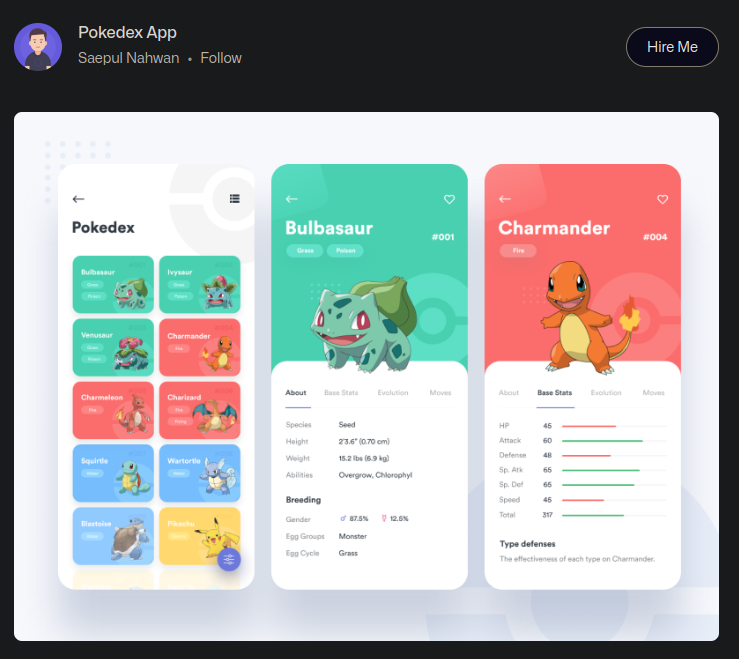 Pokedex App
Saepul Nahwan • Follow
Hire Me
Pokedex
Bulbasaur
Grass
Poison
Ivysaur
Grass
Poison
Venusaur
Grass
Poison
Charmander
Fire
Charmeleon
Fire
Charizard
Fire
Flying
Squirtle
Water
Wartortle
Water
Blastoise
Water
Pikachu
Bulbasaur
#001
Grass Poison
About Base Stats Evolution Moves
Species Seed
Height 2'3.6" (0.70 cm)
Weight 15.2 lbs (6.9 kg)
Abilities Overgrow, Chlorophyl
Breeding
Gender ♂ 87.5% ♀ 12.5%
Egg Groups Monster
Egg Cycle Grass
Charmander
#004
Fire
About Base Stats Evolution Moves
HP 45
Attack 60
Defense 48
Sp. Atk 65
Sp. Def 65
Speed 45
Total 317
Type defenses
The effectiveness of each type on Charmander.